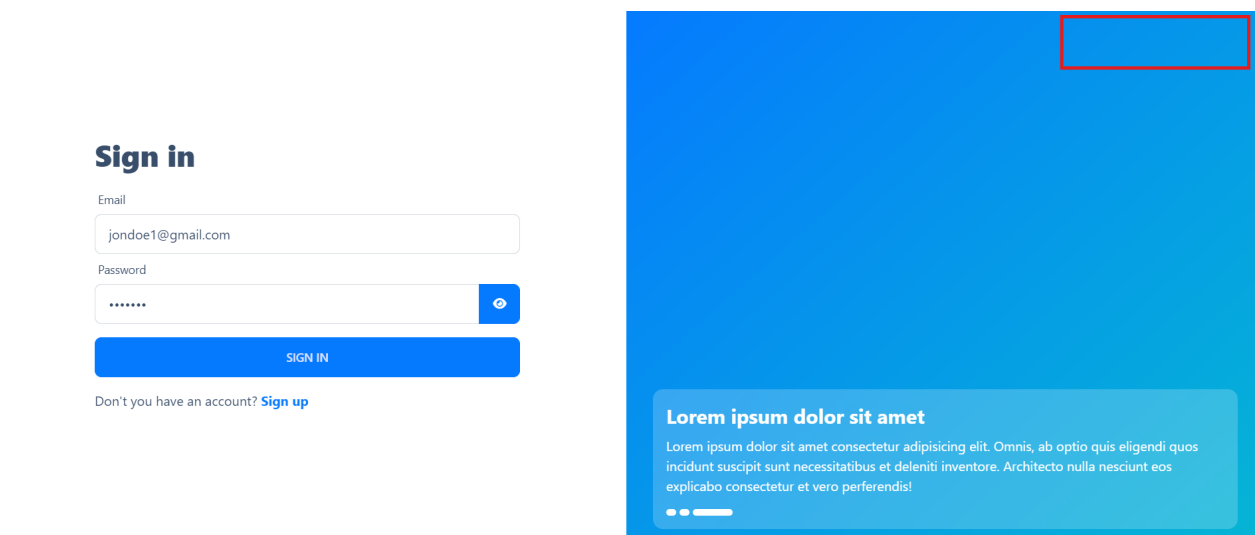 Sign in
Email
jondoe1@gmail.com
Password
•••••••
SIGN IN
Don't you have an account? Sign up
Lorem ipsum dolor sit amet
Lorem ipsum dolor sit amet consectetur adipisicing elit. Omnis, ab optio quis eligendi quos
incidunt suscipit sunt necessitatibus et deleniti inventore. Architecto nulla nesciunt eos
explicabo consectetur et vero perferendis!